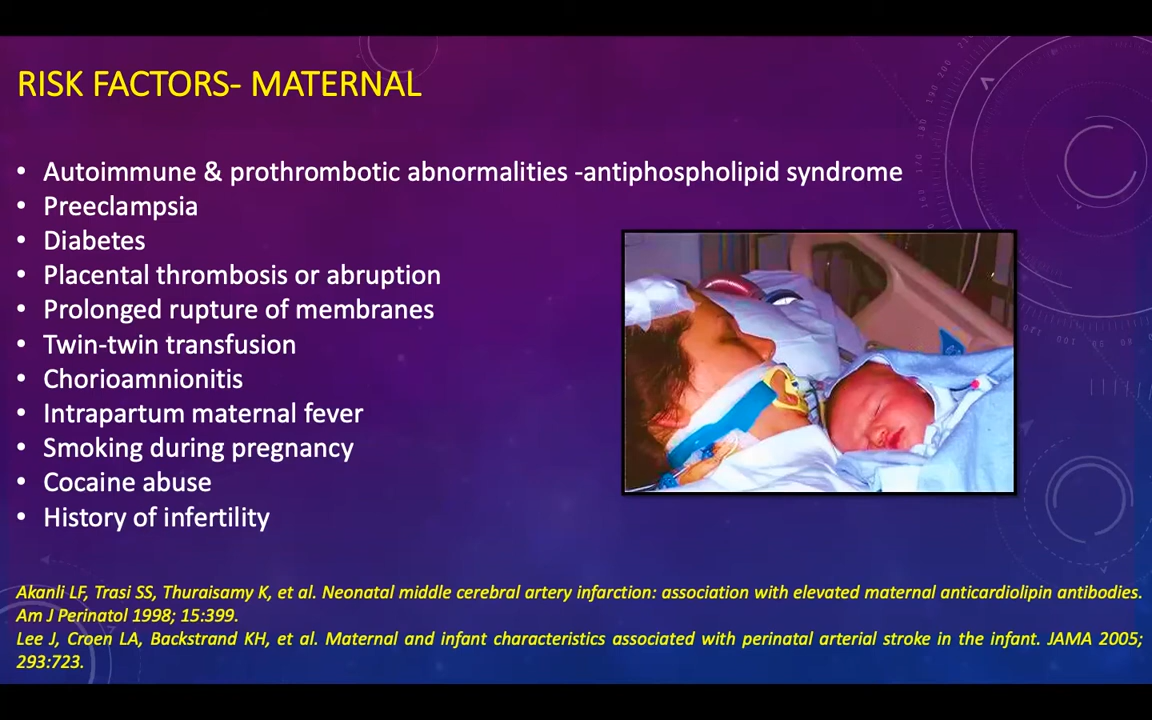 RISK FACTORS- MATERNAL
• Autoimmune & prothrombotic abnormalities -antiphospholipid syndrome
• Preeclampsia
• Diabetes
• Placental thrombosis or abruption
• Prolonged rupture of membranes
• Twin-twin transfusion
• Chorioamnionitis
• Intrapartum maternal fever
• Smoking during pregnancy
• Cocaine abuse
• History of infertility
Akanli LF, Trasi SS, Thuraisamy K, et al. Neonatal middle cerebral artery infarction: association with elevated maternal anticardiolipin antibodies.
Am J Perinatol 1998; 15:399.
Lee J, Croen LA, Backstrand KH, et al. Maternal and infant characteristics associated with perinatal arterial stroke in the infant. JAMA 2005;
293:723.